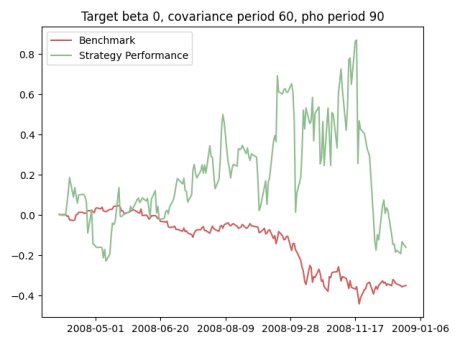 Target beta 0, covariance period 60, pho period 90
Benchmark
Strategy Performance
0.8
0.6
0.4
0.2
0.0
−0.2
−0.4
2008-05-01 2008-06-20 2008-08-09 2008-09-28 2008-11-17 2009-01-06